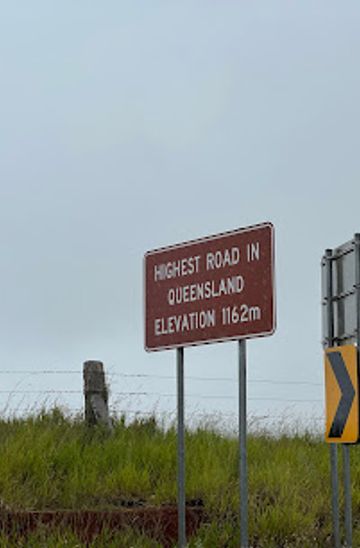 HIGHEST ROAD IN
QUEENSLAND
ELEVATION 1162m